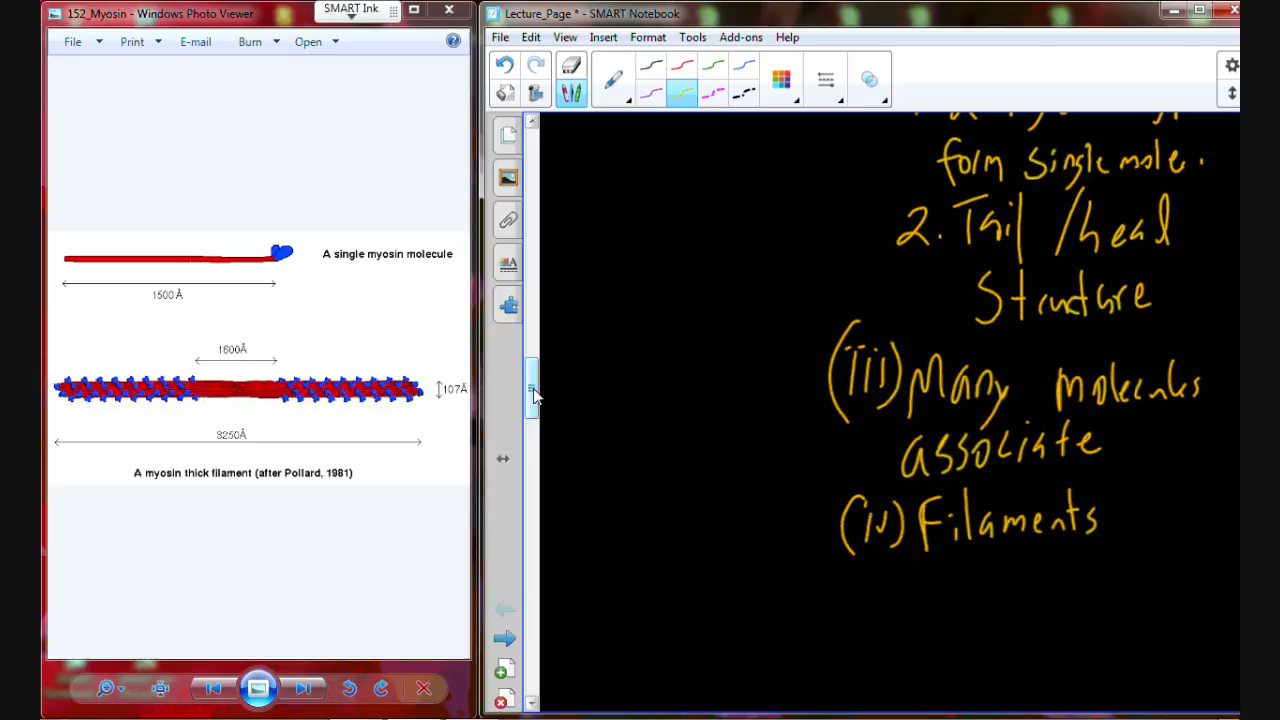 152_Myosin - Windows Photo Viewer
SMART Ink
File Print E-mail Burn Open
A single myosin molecule
1500Å
1600Å
107Å
3250Å
A myosin thick filament (after Pollard, 1981)
Lecture_Page * - SMART Notebook
File Edit View Insert Format Tools Add-ons Help
form single mole.
2. Tail /head
Structure
(iii) Many molecules
associate
(iv) Filaments